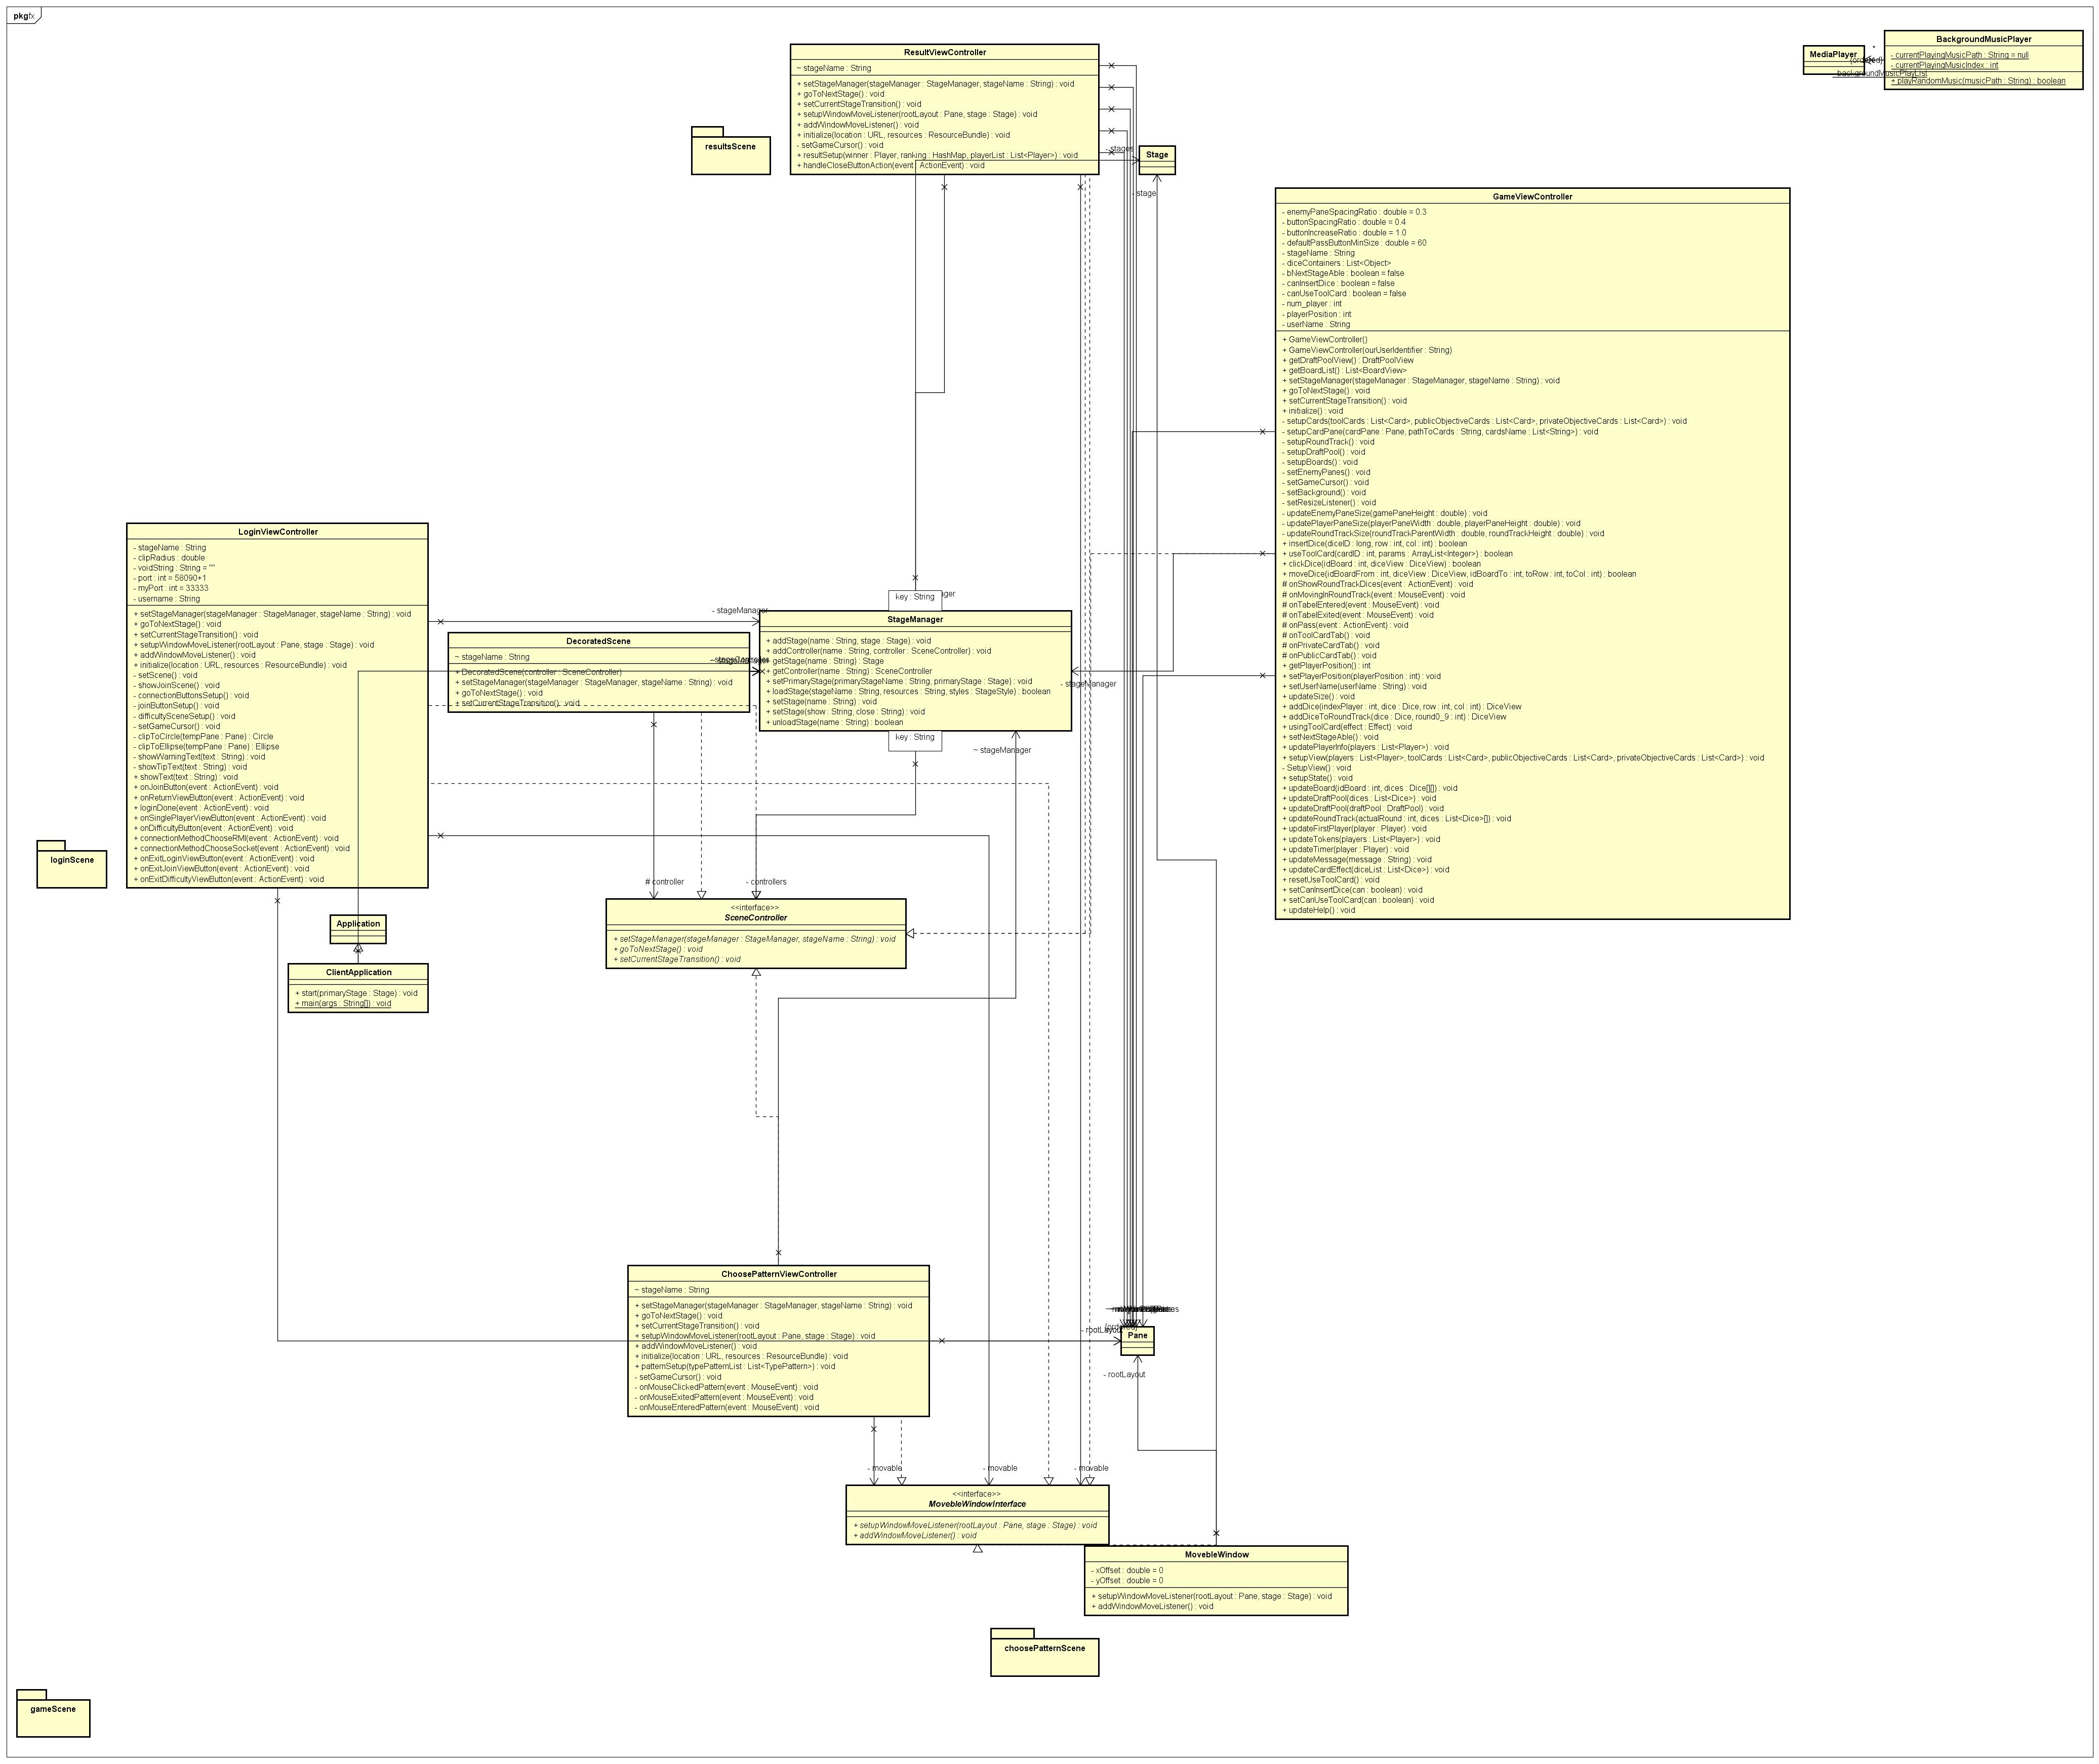 pkg fx
ResultViewController
~ stageName : String
+ setStageManager(stageManager : StageManager, stageName : String) : void
+ goToNextStage() : void
+ setCurrentStageTransition() : void
+ setupWindowMoveListener(rootLayout : Pane, stage : Stage) : void
+ addWindowMoveListener() : void
+ initialize(location : URL, resources : ResourceBundle) : void
- setGameCursor() : void
+ resultSetup(winner : Player, ranking : HashMap, playerList : List<Player>) : void
+ handleCloseButtonAction(event : ActionEvent) : void
MediaPlayer
*
{ordered}
- backgroundMusicPlayList
BackgroundMusicPlayer
- currentPlayingMusicPath : String = null
- currentPlayingMusicIndex : int
+ playRandomMusic(musicPath : String) : boolean
resultsScene
- stages
Stage
- stage
GameViewController
- enemyPaneSpacingRatio : double = 0.3
- buttonSpacingRatio : double = 0.4
- buttonIncreaseRatio : double = 1.0
- defaultPassButtonMinSize : double = 60
- stageName : String
- diceContainers : List<Object>
- bNextStageAble : boolean = false
- canInsertDice : boolean = false
- canUseToolCard : boolean = false
- num_player : int
- playerPosition : int
- userName : String
+ GameViewController()
+ GameViewController(ourUserIdentifier : String)
+ getDraftPoolView() : DraftPoolView
+ getBoardList() : List<BoardView>
+ setStageManager(stageManager : StageManager, stageName : String) : void
+ goToNextStage() : void
+ setCurrentStageTransition() : void
+ initialize() : void
- setupCards(toolCards : List<Card>, publicObjectiveCards : List<Card>, privateObjectiveCards : List<Card>) : void
- setupCardPane(cardPane : Pane, pathToCards : String, cardsName : List<String>) : void
- setupRoundTrack() : void
- setupDraftPool() : void
- setupBoards() : void
- setEnemyPanes() : void
- setGameCursor() : void
- setBackground() : void
- setResizeListener() : void
- updateEnemyPaneSize(gamePaneHeight : double) : void
- updatePlayerPaneSize(playerPaneWidth : double, playerPaneHeight : double) : void
- updateRoundTrackSize(roundTrackParentWidth : double, roundTrackHeight : double) : void
+ insertDice(diceID : long, row : int, col : int) : boolean
+ useToolCard(cardID : int, params : ArrayList<Integer>) : boolean
+ clickDice(idBoard : int, diceView : DiceView) : boolean
+ moveDice(idBoardFrom : int, diceView : DiceView, idBoardTo : int, toRow : int, toCol : int) : boolean
# onShowRoundTrackDices(event : ActionEvent) : void
# onMovingInRoundTrack(event : MouseEvent) : void
# onTabelEntered(event : MouseEvent) : void
# onTabelExited(event : MouseEvent) : void
# onPass(event : ActionEvent) : void
# onToolCardTab() : void
# onPrivateCardTab() : void
# onPublicCardTab() : void
+ getPlayerPosition() : int
+ setPlayerPosition(playerPosition : int) : void
+ setUserName(userName : String) : void
+ updateSize() : void
+ addDice(indexPlayer : int, dice : Dice, row : int, col : int) : DiceView
+ addDiceToRoundTrack(dice : Dice, round0_9 : int) : DiceView
+ usingToolCard(effect : Effect) : void
+ setNextStageAble() : void
+ updatePlayerInfo(players : List<Player>) : void
+ setupView(players : List<Player>, toolCards : List<Card>, publicObjectiveCards : List<Card>, privateObjectiveCards : List<Card>) : void
- SetupView() : void
+ setupState() : void
+ updateBoard(idBoard : int, dices : Dice[][]) : void
+ updateDraftPool(dices : List<Dice>) : void
+ updateDraftPool(draftPool : DraftPool) : void
+ updateRoundTrack(actualRound : int, dices : List<Dice>[]) : void
+ updateFirstPlayer(player : Player) : void
+ updateTokens(players : List<Player>) : void
+ updateTimer(player : Player) : void
+ updateMessage(message : String) : void
+ updateCardEffect(diceList : List<Dice>) : void
+ resetUseToolCard() : void
+ setCanInsertDice(can : boolean) : void
+ setCanUseToolCard(can : boolean) : void
+ updateHelp() : void
LoginViewController
- stageName : String
- clipRadius : double
- voidString : String = ""
- port : int = 58090+1
- myPort : int = 33333
- username : String
+ setStageManager(stageManager : StageManager, stageName : String) : void
+ goToNextStage() : void
+ setCurrentStageTransition() : void
+ setupWindowMoveListener(rootLayout : Pane, stage : Stage) : void
+ addWindowMoveListener() : void
+ initialize(location : URL, resources : ResourceBundle) : void
- setScene() : void
- showJoinScene() : void
- connectionButtonsSetup() : void
- joinButtonSetup() : void
- difficultySceneSetup() : void
- setGameCursor() : void
- clipToCircle(tempPane : Pane) : Circle
- clipToEllipse(tempPane : Pane) : Ellipse
- showWarningText(text : String) : void
- showTipText(text : String) : void
+ showText(text : String) : void
+ onJoinButton(event : ActionEvent) : void
+ onReturnViewButton(event : ActionEvent) : void
+ loginDone(event : ActionEvent) : void
+ onSinglePlayerViewButton(event : ActionEvent) : void
+ onDifficultyButton(event : ActionEvent) : void
+ connectionMethodChooseRMI(event : ActionEvent) : void
+ connectionMethodChooseSocket(event : ActionEvent) : void
+ onExitLoginViewButton(event : ActionEvent) : void
+ onExitJoinViewButton(event : ActionEvent) : void
+ onExitDifficultyViewButton(event : ActionEvent) : void
key : String
- stageManager
StageManager
+ addStage(name : String, stage : Stage) : void
+ addController(name : String, controller : SceneController) : void
+ getStage(name : String) : Stage
+ getController(name : String) : SceneController
+ setPrimaryStage(primaryStageName : String, primaryStage : Stage) : void
+ loadStage(stageName : String, resources : String, styles : StageStyle) : boolean
+ setStage(name : String) : void
+ setStage(show : String, close : String) : void
+ unloadStage(name : String) : boolean
key : String
DecoratedScene
~ stageName : String
+ DecoratedScene(controller : SceneController)
+ setStageManager(stageManager : StageManager, stageName : String) : void
+ goToNextStage() : void
+ setCurrentStageTransition() : void
- stageManager
~ stageManager
loginScene
# controller
- controllers
<<interface>>
SceneController
+ setStageManager(stageManager : StageManager, stageName : String) : void
+ goToNextStage() : void
+ setCurrentStageTransition() : void
Application
ClientApplication
+ start(primaryStage : Stage) : void
+ main(args : String[]) : void
ChoosePatternViewController
~ stageName : String
+ setStageManager(stageManager : StageManager, stageName : String) : void
+ goToNextStage() : void
+ setCurrentStageTransition() : void
+ setupWindowMoveListener(rootLayout : Pane, stage : Stage) : void
+ addWindowMoveListener() : void
+ initialize(location : URL, resources : ResourceBundle) : void
+ patternSetup(typePatternList : List<TypePattern>) : void
- setGameCursor() : void
- onMouseClickedPattern(event : MouseEvent) : void
- onMouseExitedPattern(event : MouseEvent) : void
- onMouseEnteredPattern(event : MouseEvent) : void
- rootLayout
Pane
- rootLayout
- movable
- movable
- movable
<<interface>>
MovebleWindowInterface
+ setupWindowMoveListener(rootLayout : Pane, stage : Stage) : void
+ addWindowMoveListener() : void
MovebleWindow
- xOffset : double = 0
- yOffset : double = 0
+ setupWindowMoveListener(rootLayout : Pane, stage : Stage) : void
+ addWindowMoveListener() : void
choosePatternScene
gameScene